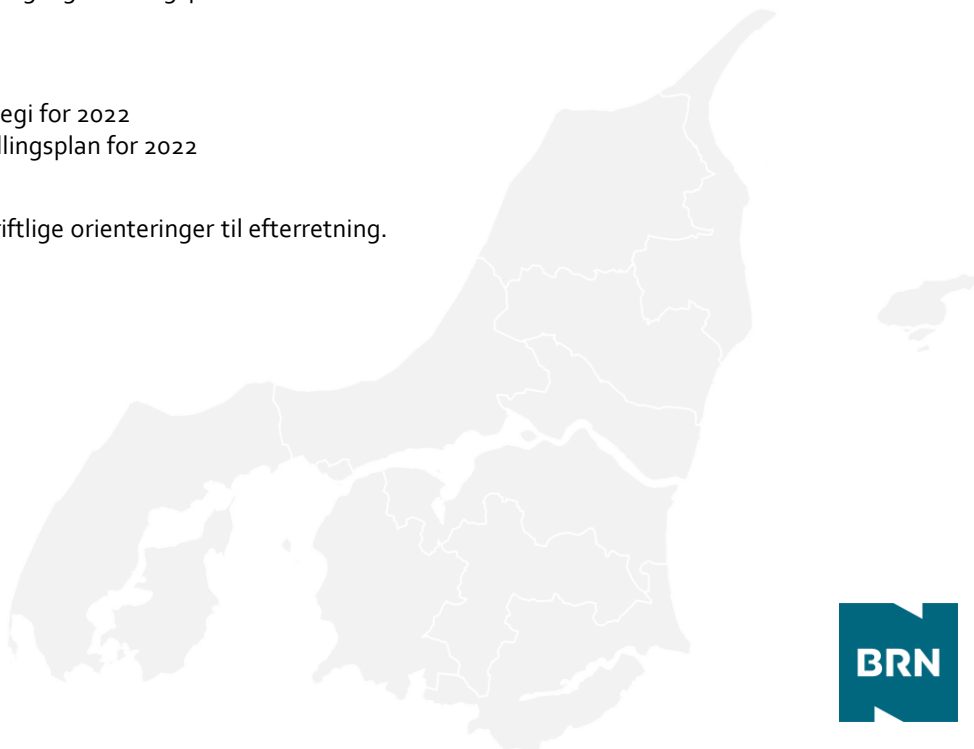 egi for 2022
llingsplan for 2022
iftlige orienteringer til efterretning.
BRN